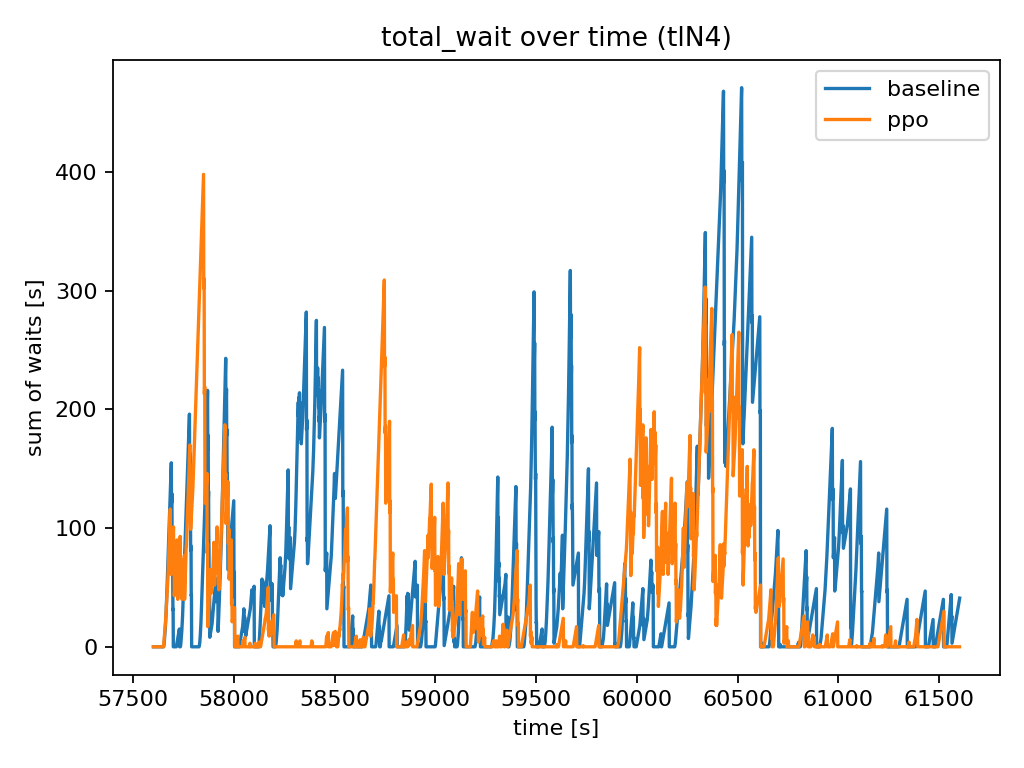 total_wait over time (tlN4)
baseline
ppo
sum of waits [s]
400
300
200
100
0
57500 58000 58500 59000 59500 60000 60500 61000 61500
time [s]